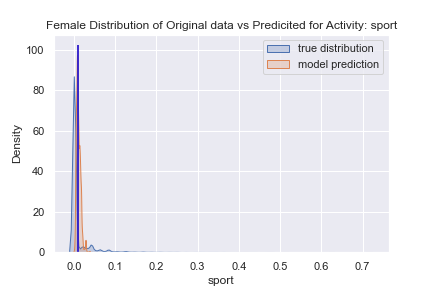 Female Distribution of Original data vs Predicited for Activity: sport
true distribution
model prediction
Density
100
80
60
40
20
0
0.0 0.1 0.2 0.3 0.4 0.5 0.6 0.7
sport